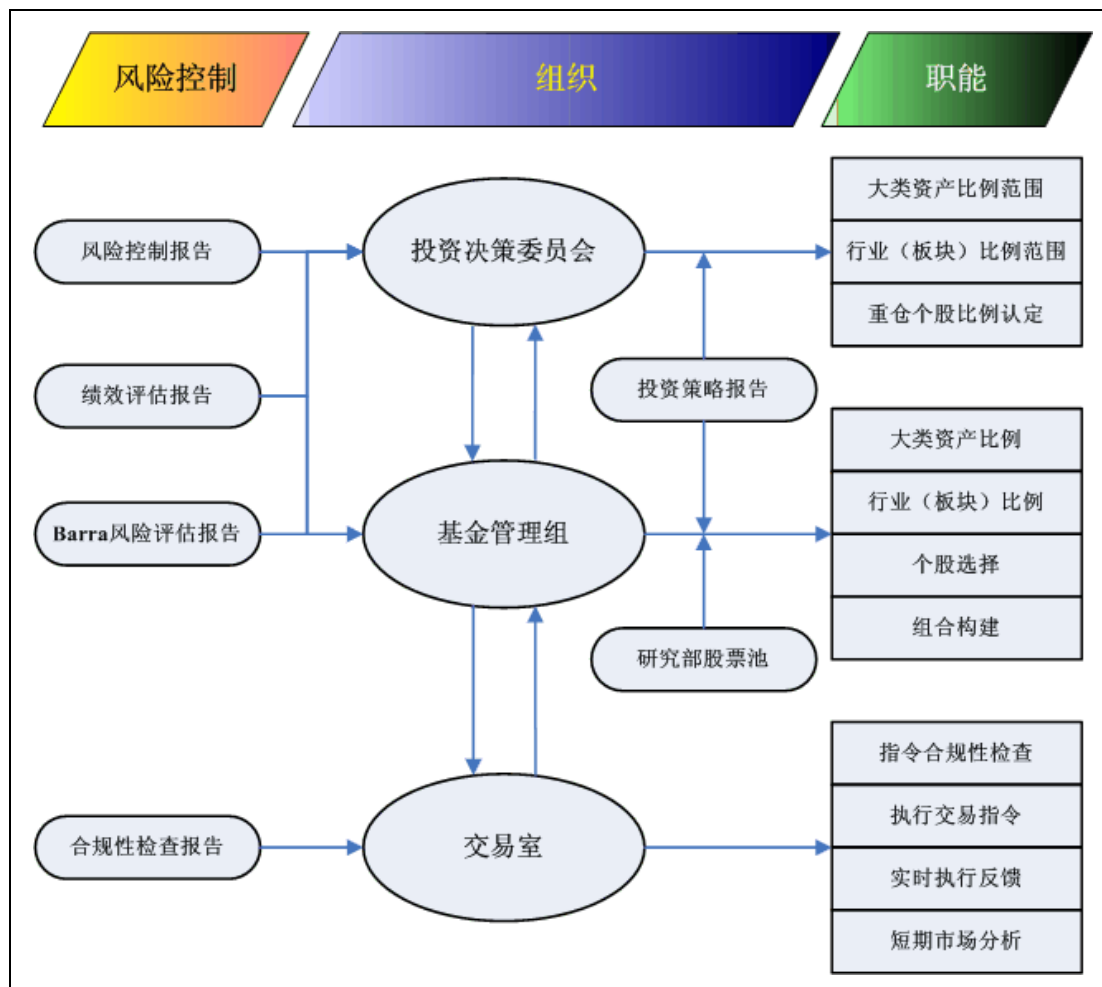 风险控制
组织
职能
风险控制报告
绩效评估报告
Barra风险评估报告
合规性检查报告
投资决策委员会
基金管理组
交易室
投资策略报告
研究部股票池
大类资产比例范围
行业（板块）比例范围
重仓个股比例认定
大类资产比例
行业（板块）比例
个股选择
组合构建
指令合规性检查
执行交易指令
实时执行反馈
短期市场分析